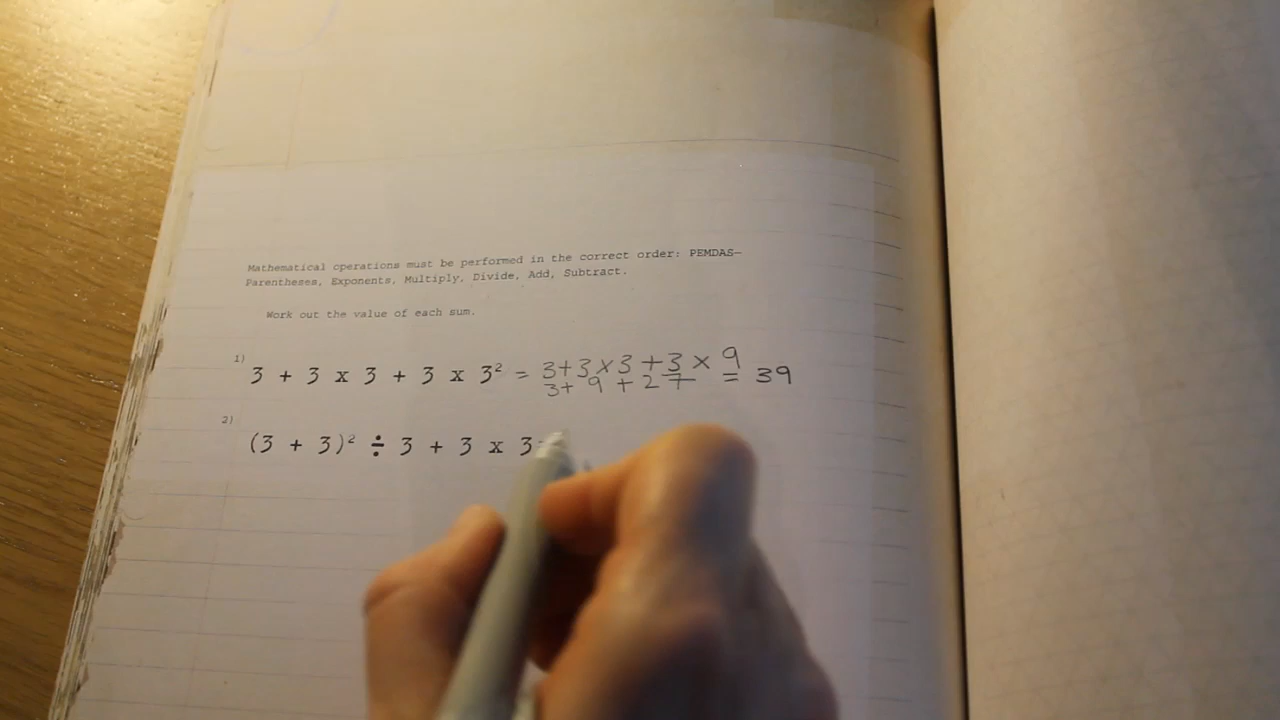 Mathematical operations must be performed in the correct order: PEMDAS—
Parentheses, Exponents, Multiply, Divide, Add, Subtract.
Work out the value of each sum.
1)
3 + 3 x 3 + 3 x 3² = 3+3×3+3×9
3+ 9 + 27 = 39
2)
(3 + 3)² ÷ 3 + 3 x 3